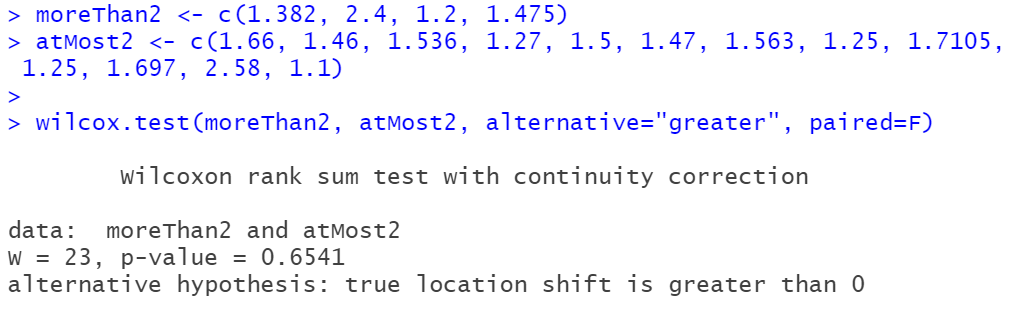 > moreThan2 <- c(1.382, 2.4, 1.2, 1.475)
> atMost2 <- c(1.66, 1.46, 1.536, 1.27, 1.5, 1.47, 1.563, 1.25, 1.7105,
 1.25, 1.697, 2.58, 1.1)
>
> wilcox.test(moreThan2, atMost2, alternative="greater", paired=F)
Wilcoxon rank sum test with continuity correction
data:  moreThan2 and atMost2
W = 23, p-value = 0.6541
alternative hypothesis: true location shift is greater than 0